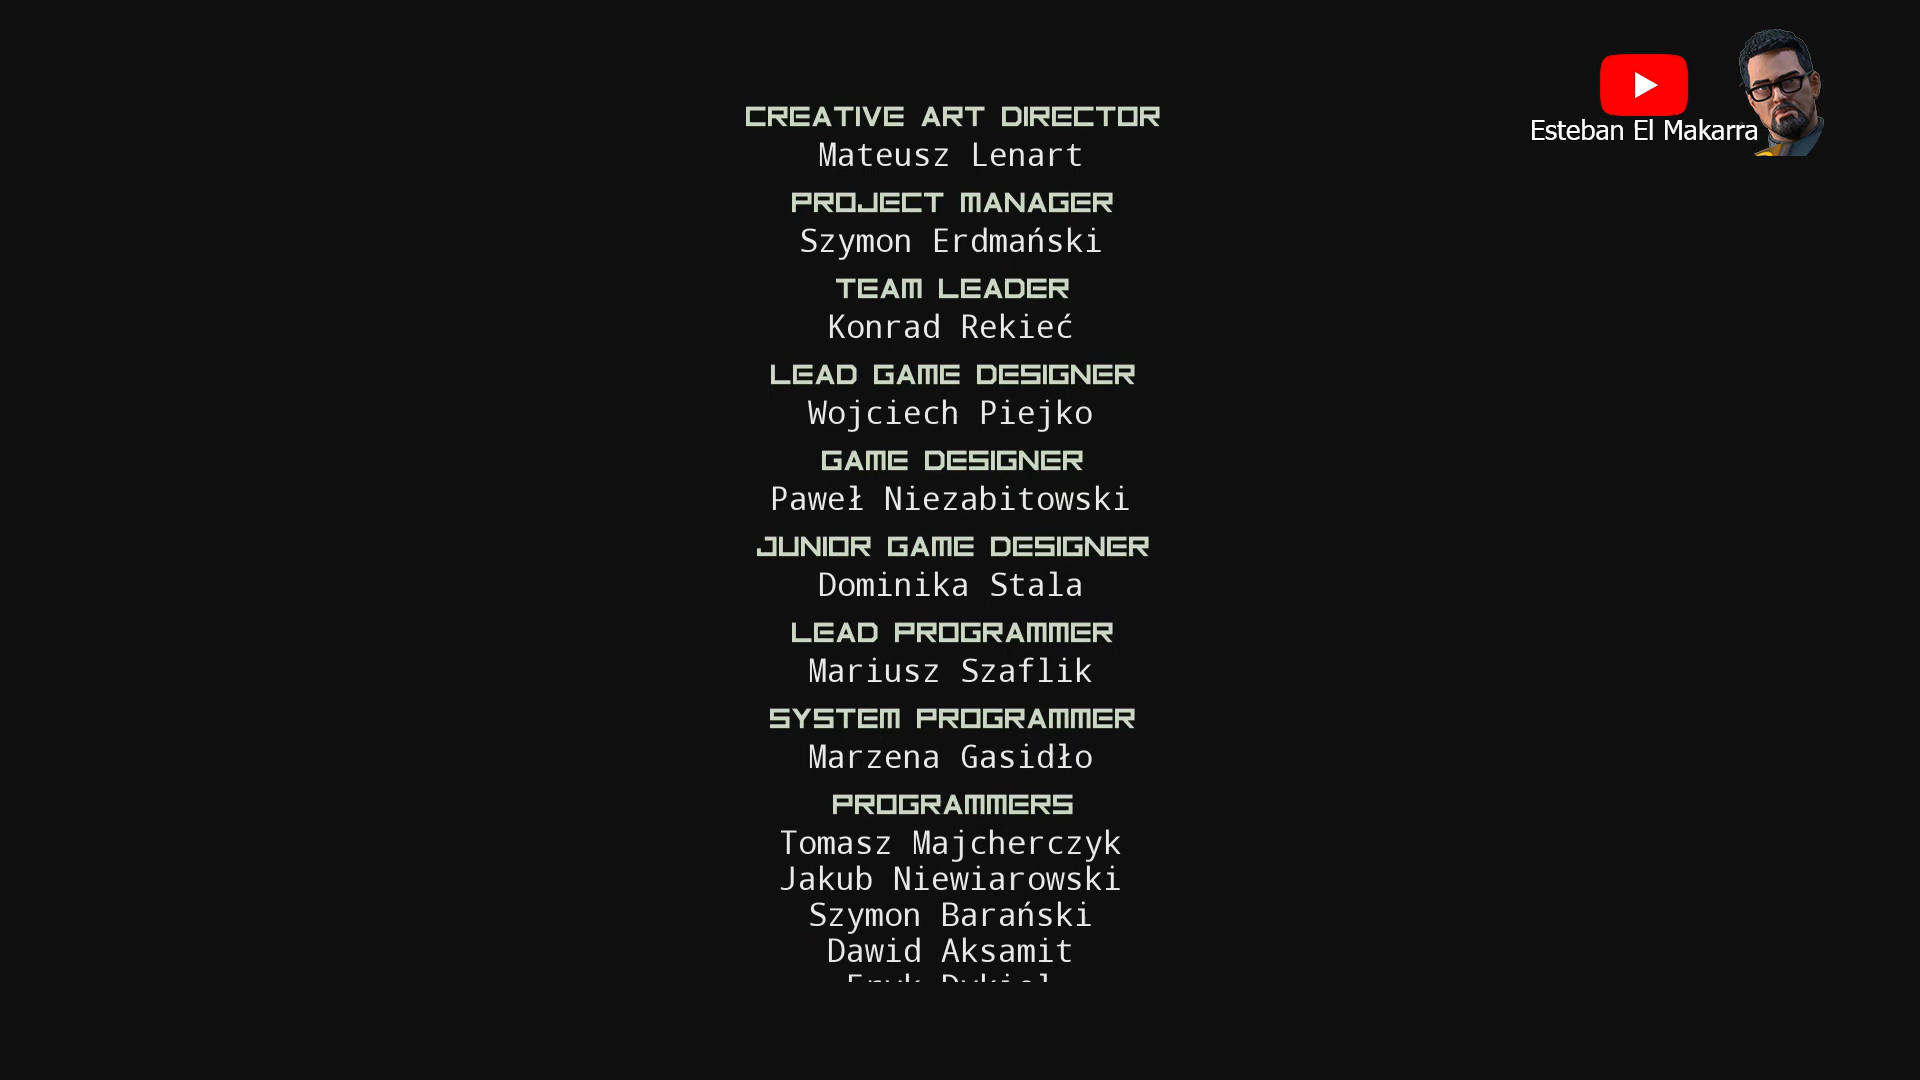 CREATIVE ART DIRECTOR
Mateusz Lenart
PROJECT MANAGER
Szymon Erdmański
TEAM LEADER
Konrad Rekieć
LEAD GAME DESIGNER
Wojciech Piejko
GAME DESIGNER
Paweł Niezabitowski
JUNIOR GAME DESIGNER
Dominika Stala
LEAD PROGRAMMER
Mariusz Szaflik
SYSTEM PROGRAMMER
Marzena Gasidło
PROGRAMMERS
Tomasz Majcherczyk
Jakub Niewiarowski
Szymon Barański
Dawid Aksamit
Esteban El Makarra